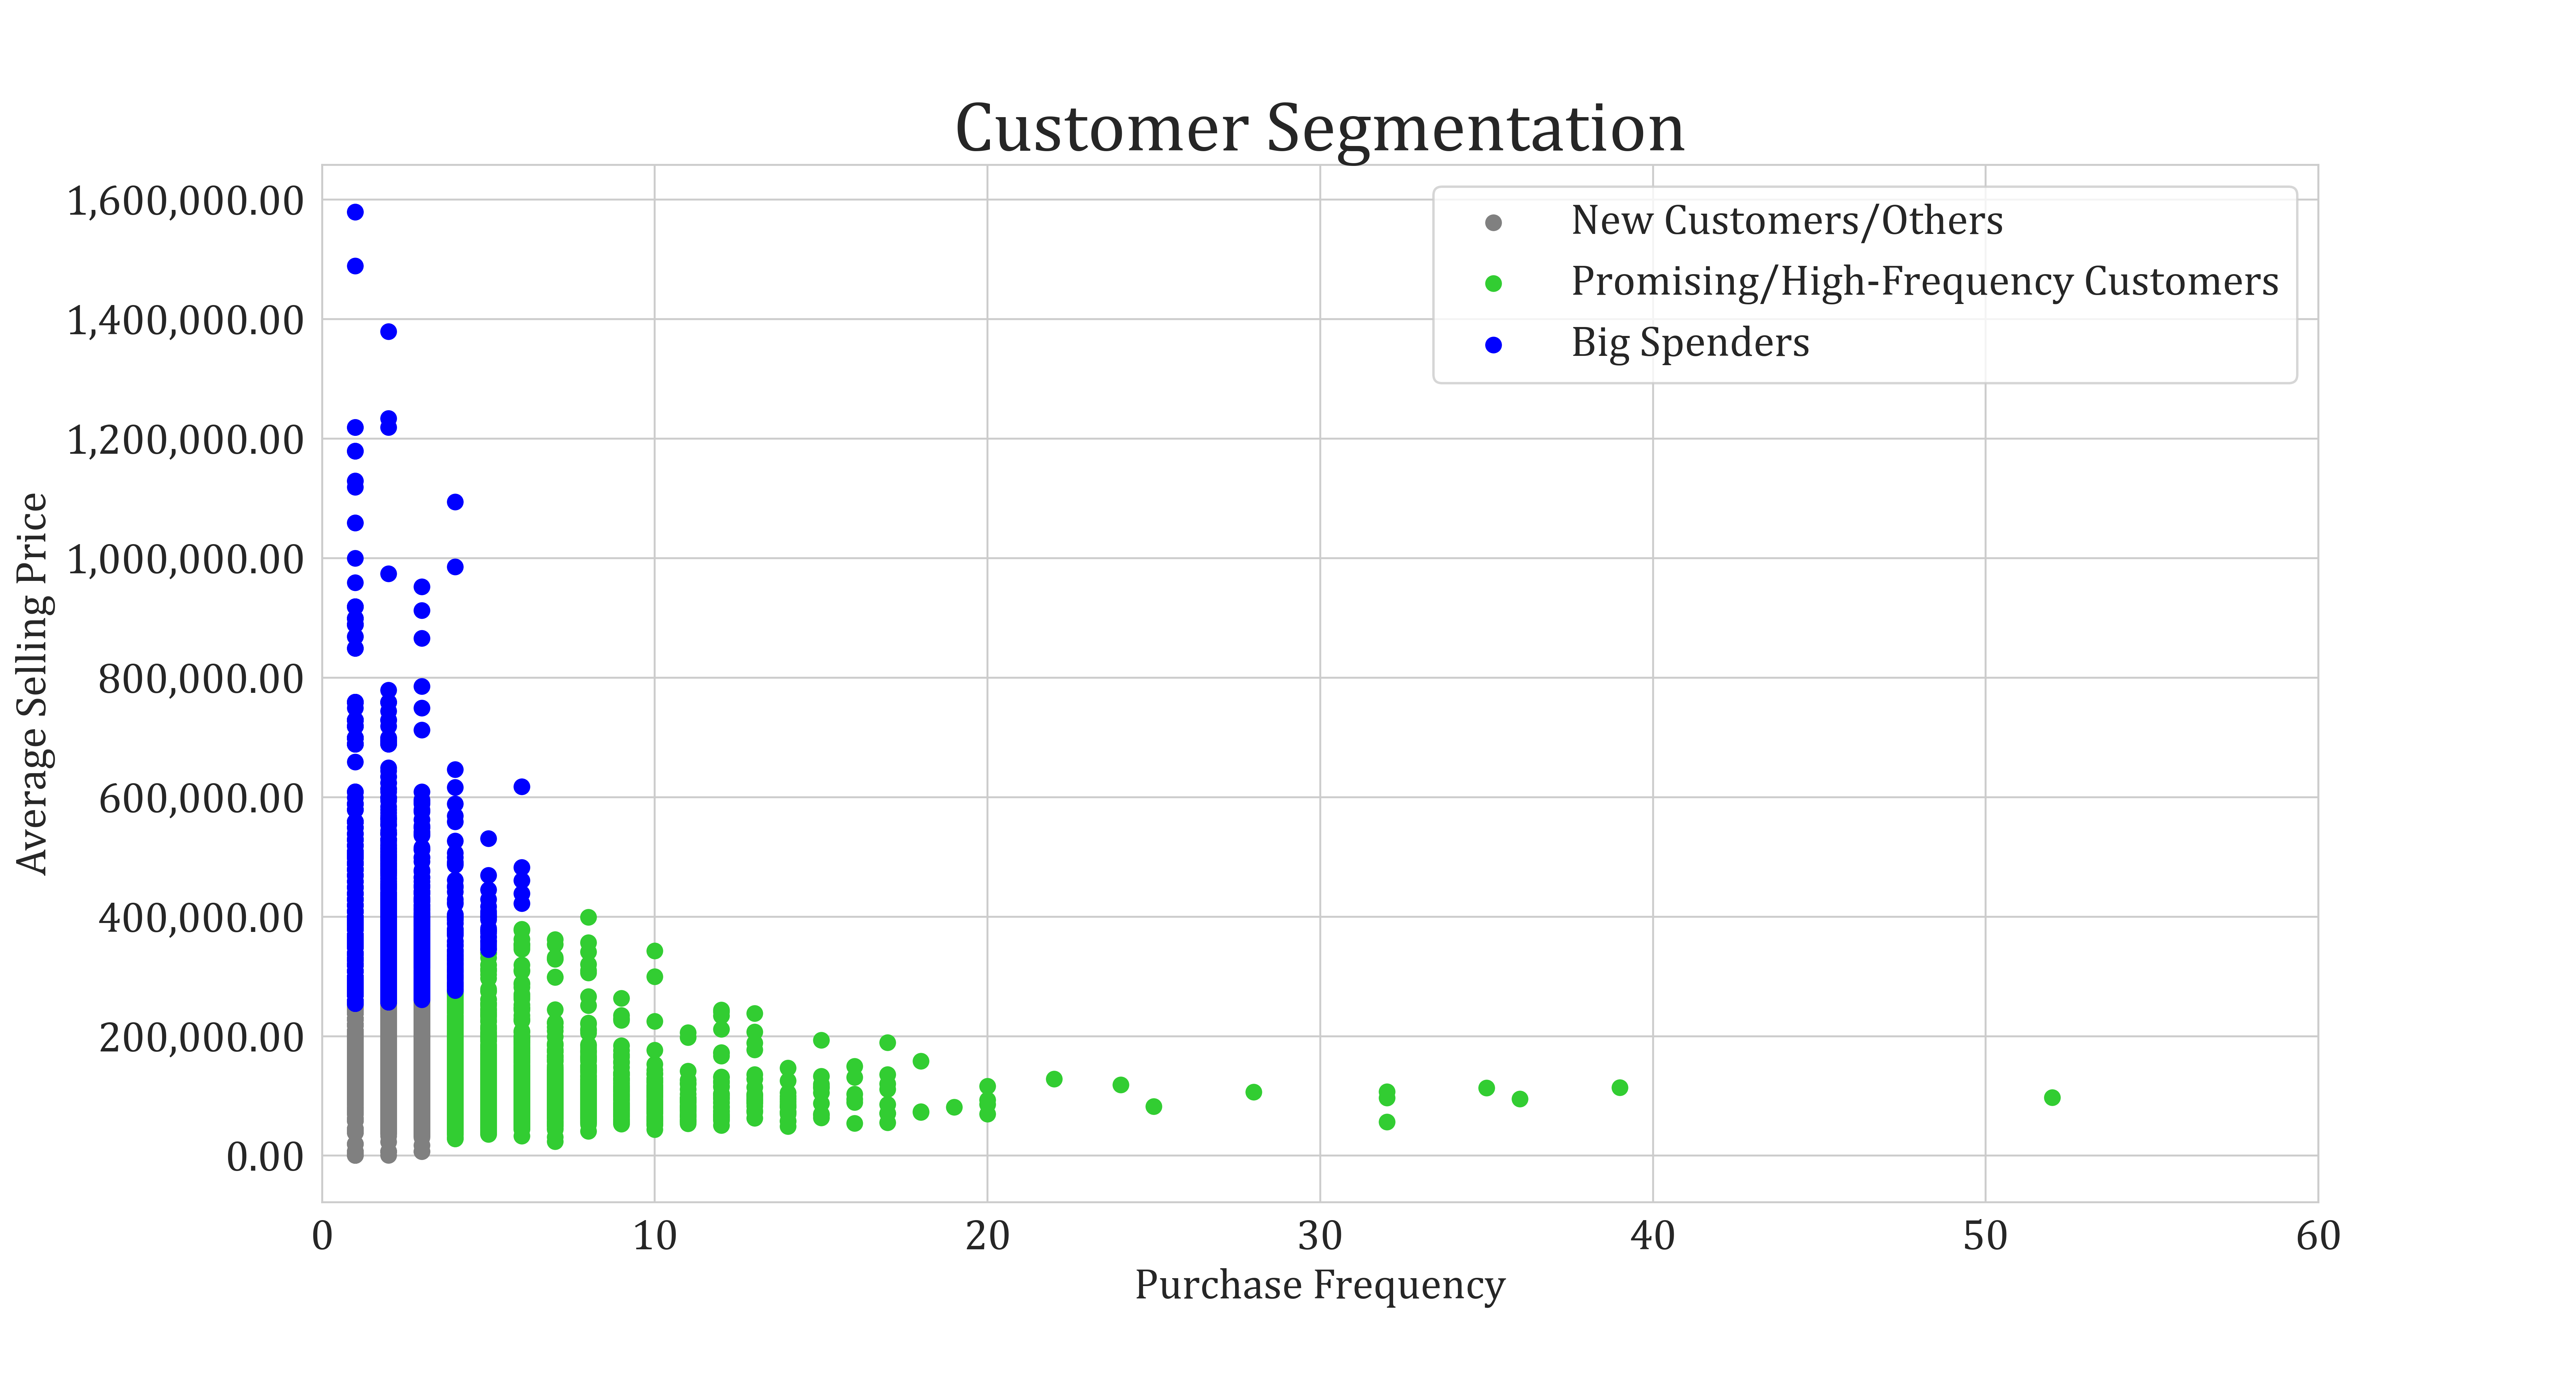 Customer Segmentation
New Customers/Others
Promising/High-Frequency Customers
Big Spenders
Average Selling Price
1,600,000.00
1,400,000.00
1,200,000.00
1,000,000.00
800,000.00
600,000.00
400,000.00
200,000.00
0.00
0 10 20 30 40 50 60
Purchase Frequency